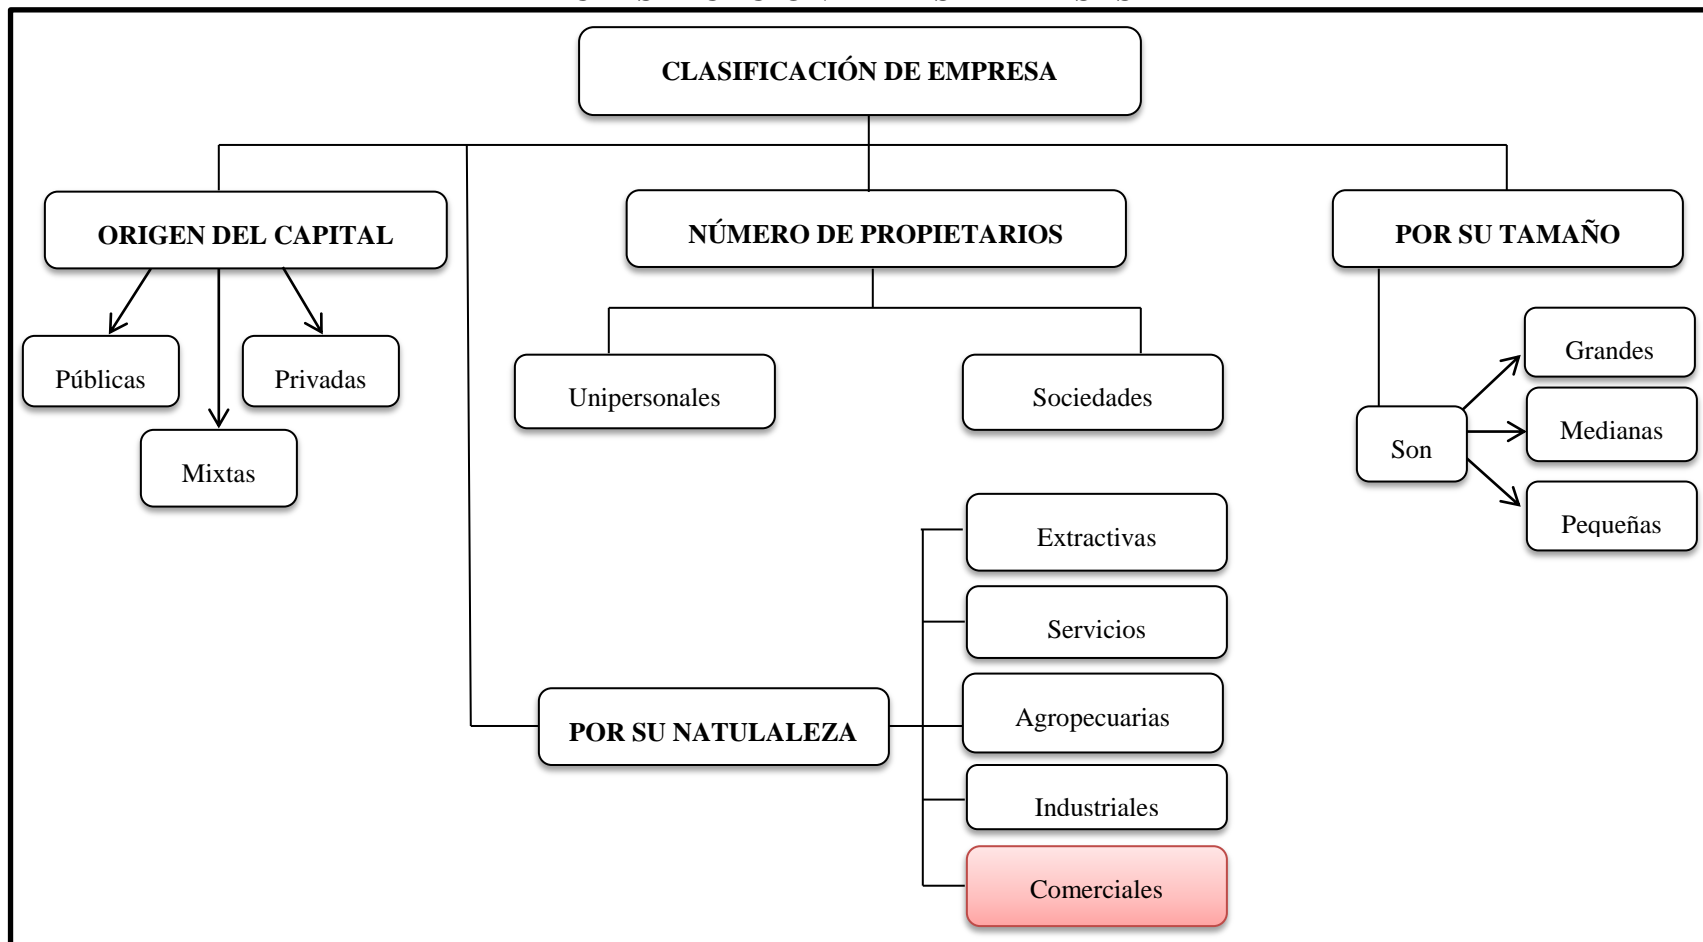 CLASIFICACIÓN DE EMPRESA
ORIGEN DEL CAPITAL
NÚMERO DE PROPIETARIOS
POR SU TAMAÑO
Públicas
Privadas
Mixtas
Unipersonales
Sociedades
Son
Grandes
Medianas
Pequeñas
POR SU NATULALEZA
Extractivas
Servicios
Agropecuarias
Industriales
Comerciales